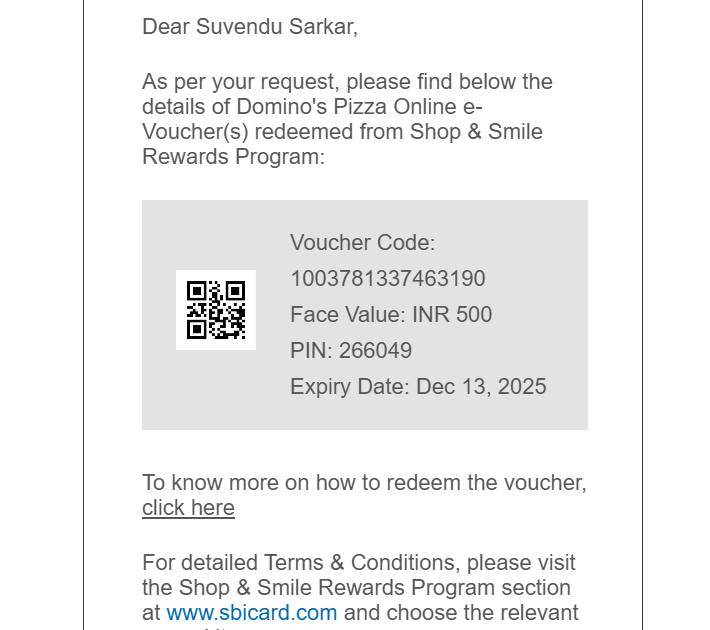 Dear Suvendu Sarkar,
As per your request, please find below the
details of Domino's Pizza Online e-
Voucher(s) redeemed from Shop & Smile
Rewards Program:
Voucher Code:
1003781337463190
Face Value: INR 500
PIN: 266049
Expiry Date: Dec 13, 2025
To know more on how to redeem the voucher,
click here
For detailed Terms & Conditions, please visit
the Shop & Smile Rewards Program section
at www.sbicard.com and choose the relevant